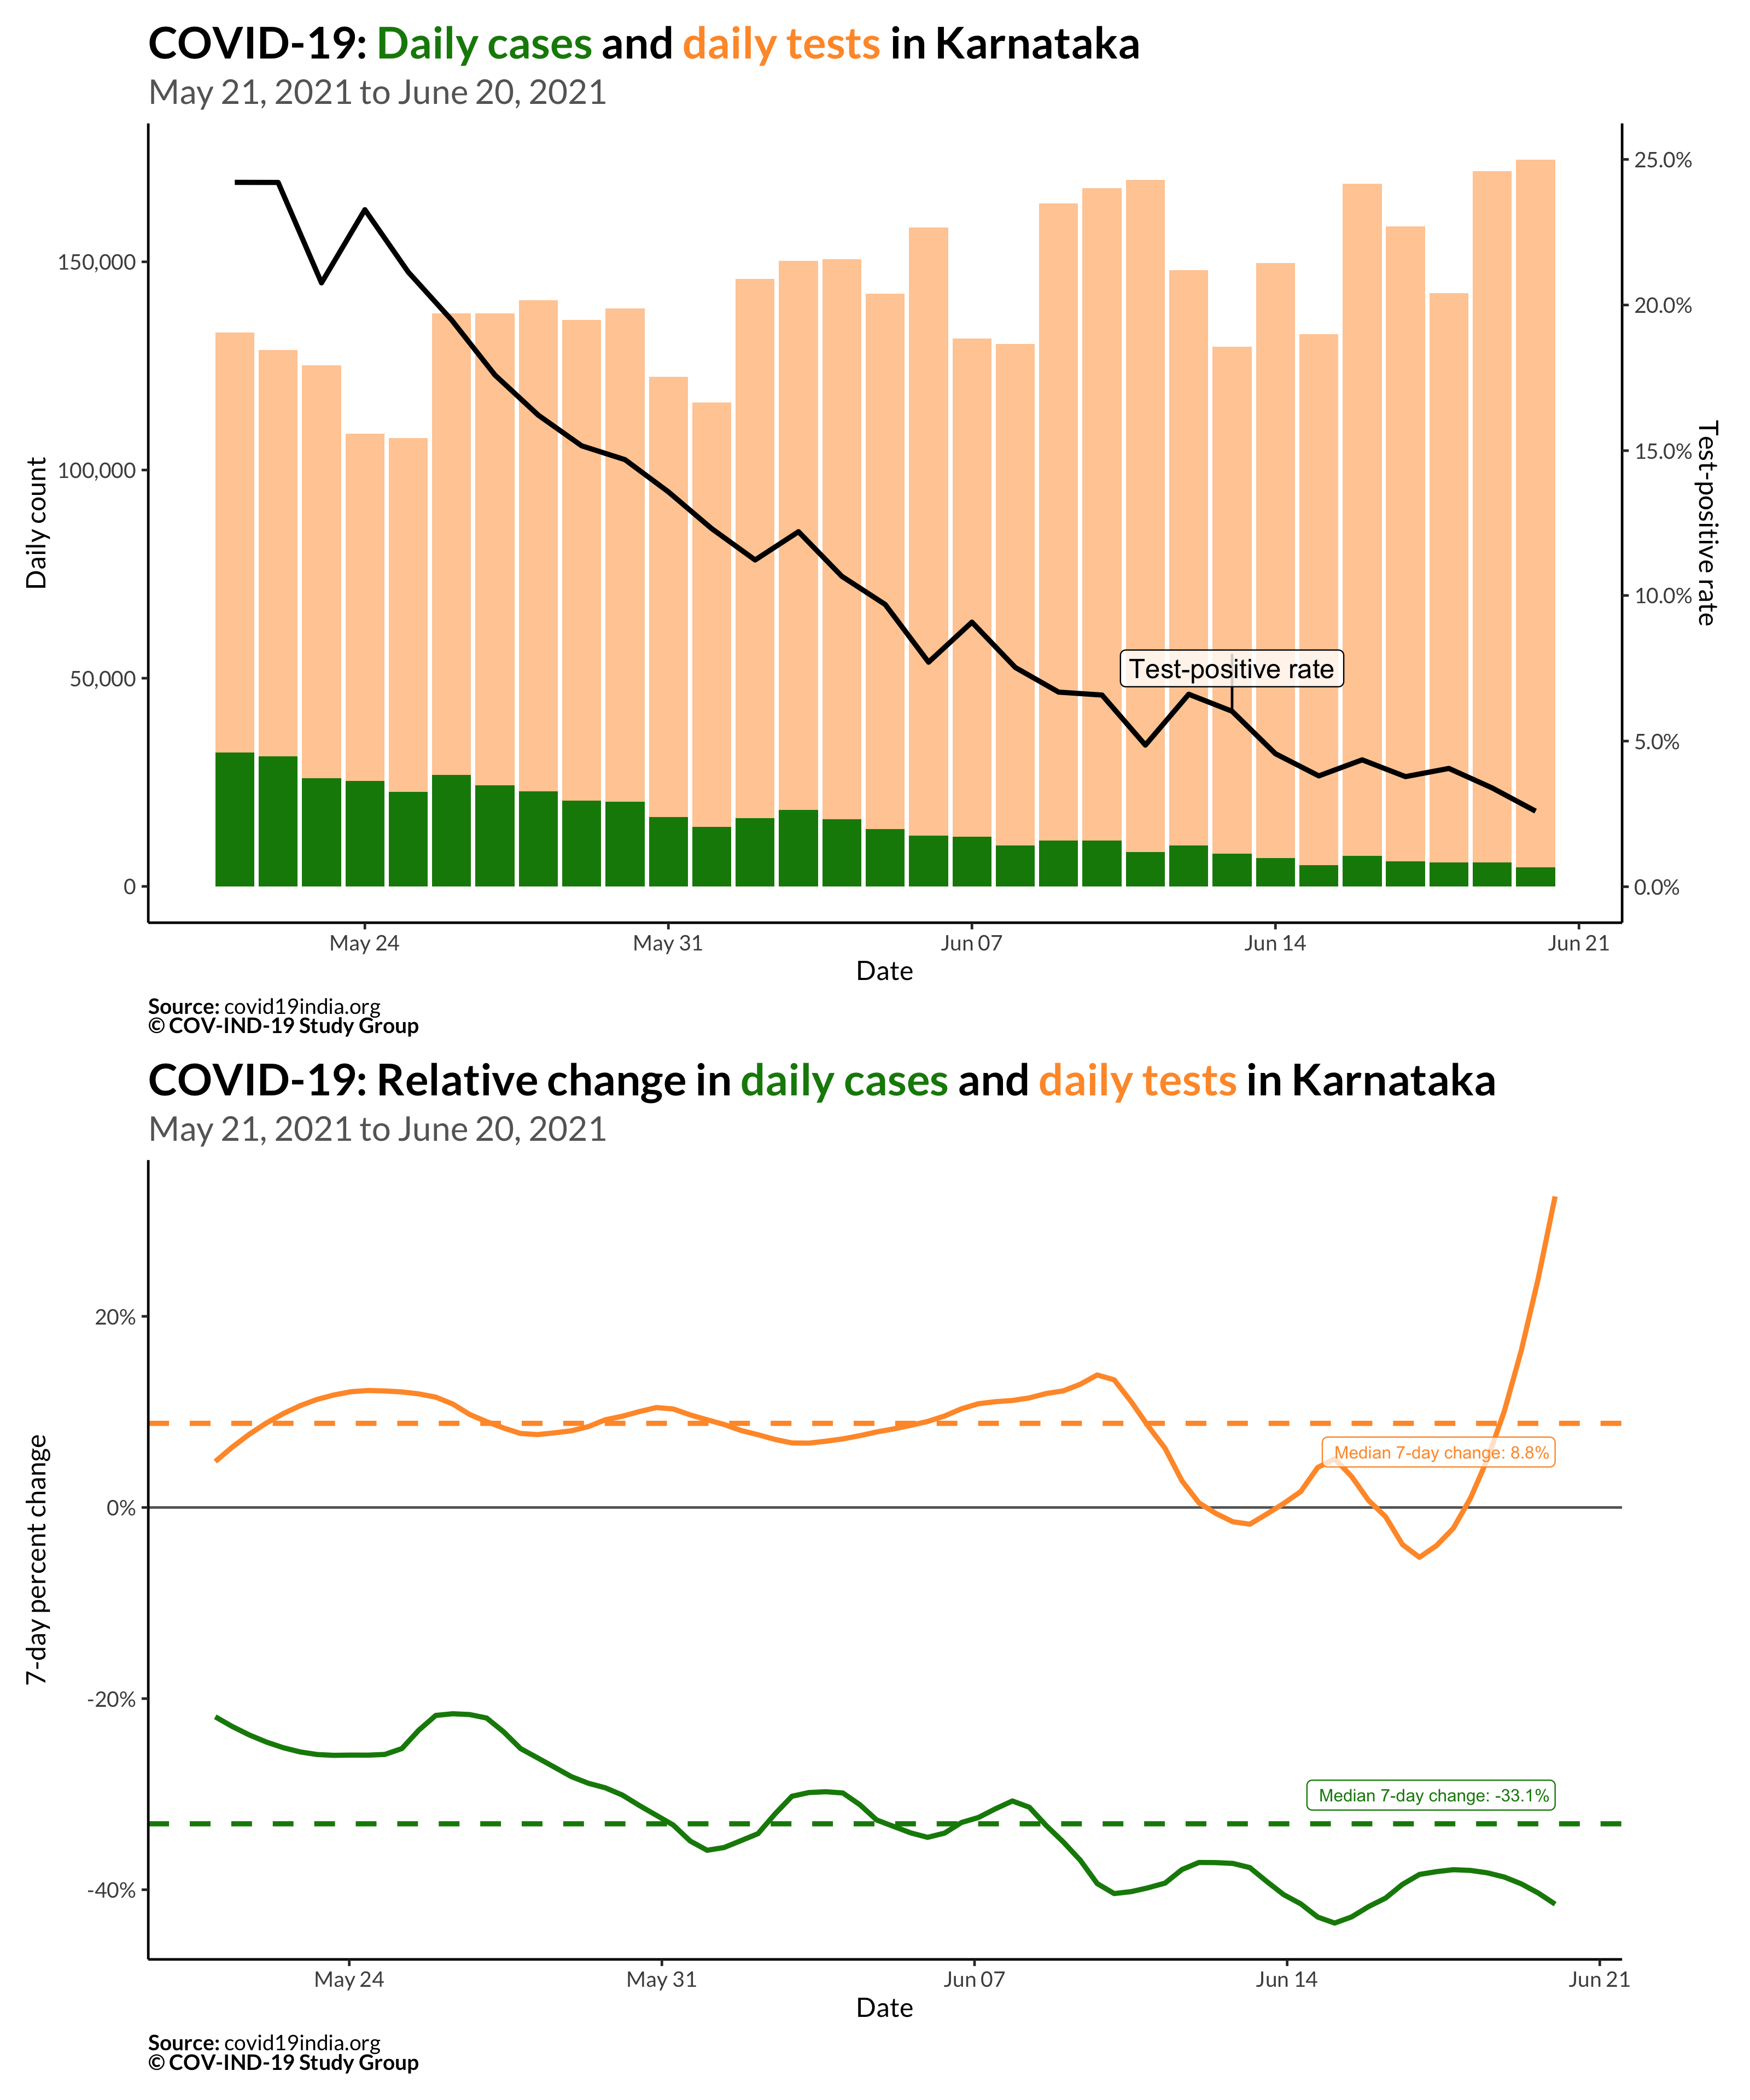 COVID-19: Daily cases and daily tests in Karnataka
May 21, 2021 to June 20, 2021
Daily count
150,000
100,000
50,000
0
25.0%
20.0%
15.0%
10.0%
5.0%
0.0%
Test-positive rate
Test-positive rate
May 24
May 31
Jun 07
Jun 14
Jun 21
Date
Source: covid19india.org
© COV-IND-19 Study Group
COVID-19: Relative change in daily cases and daily tests in Karnataka
May 21, 2021 to June 20, 2021
7-day percent change
20%
0%
-20%
-40%
Median 7-day change: 8.8%
Median 7-day change: -33.1%
May 24
May 31
Jun 07
Jun 14
Jun 21
Date
Source: covid19india.org
© COV-IND-19 Study Group